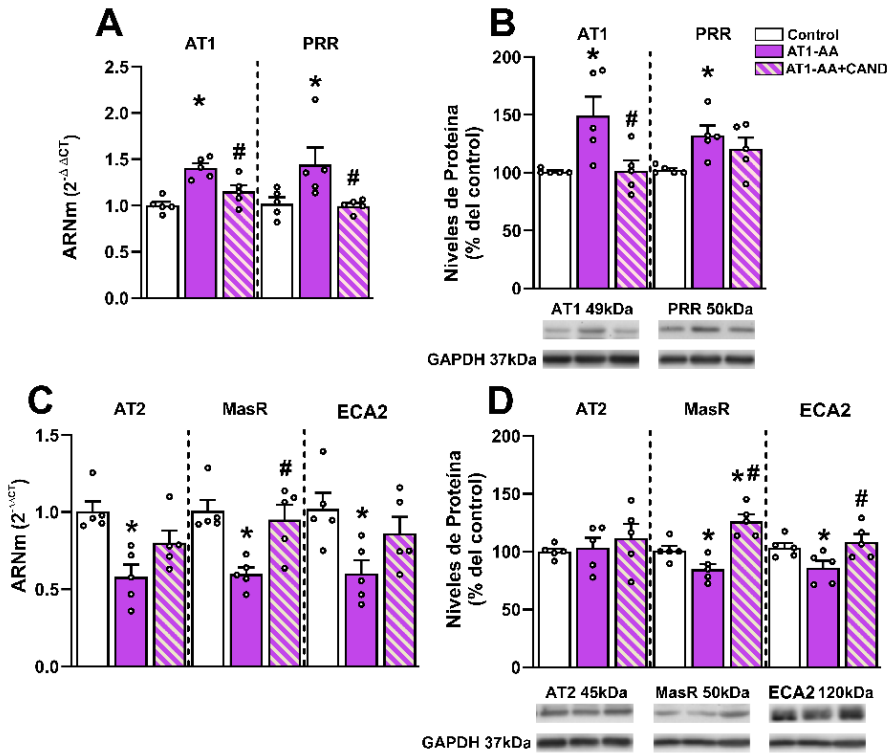 A
AT1 PRR
ARNm (2^-ΔΔCT)
2.5
2.0
1.5
1.0
0.0
*
#
*
#
B
AT1 PRR
Control
AT1-AA
AT1-AA+CAND
Niveles de Proteína
(% del control)
200
150
100
50
0
*
#
*
AT1 49kDa PRR 50kDa
GAPDH 37kDa
C
AT2 MasR ECA2
ARNm (2^-ΔΔCT)
1.5
1.0
0.5
0.0
*
*
#
*
D
AT2 MasR ECA2
Niveles de Proteína
(% del control)
200
150
100
50
0
*
*#
*
#
AT2 45kDa MasR 50kDa ECA2 120kDa
GAPDH 37kDa